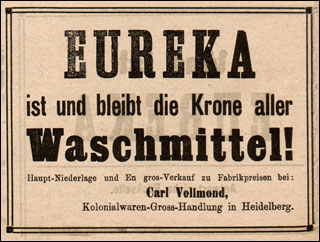 EUREKA
ist und bleibt die Krone aller
Waschmittel!
Haupt-Niederlage und En gros-Verkauf zu Fabrikpreisen bei:
Carl Vollmond,
Kolonialwaren-Gross-Handlung in Heidelberg.